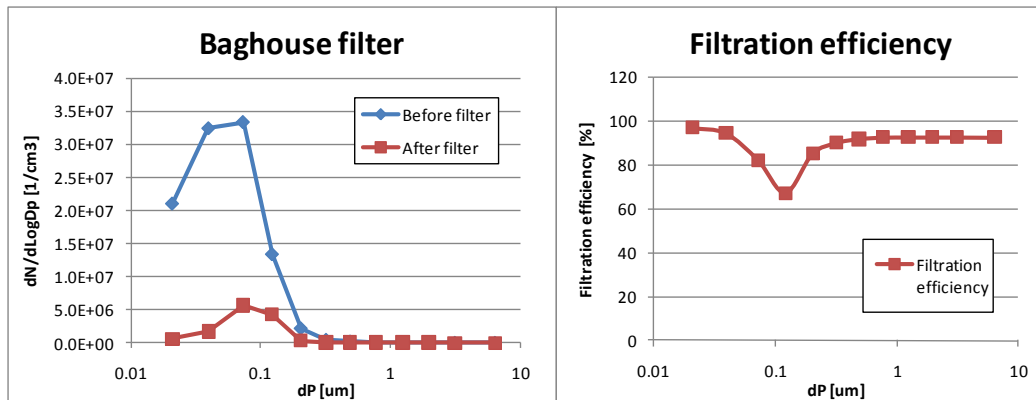 Baghouse filter
4.0E+07
3.5E+07
3.0E+07
2.5E+07
2.0E+07
1.5E+07
1.0E+07
5.0E+06
0.0E+00
dN/dLogDp [1/cm3]
Before filter
After filter
0.01
0.1
1
10
dP [um]
Filtration efficiency
120
100
80
60
40
20
0
Filtration efficiency [%]
Filtration
efficiency
0.01
0.1
1
10
dP [um]